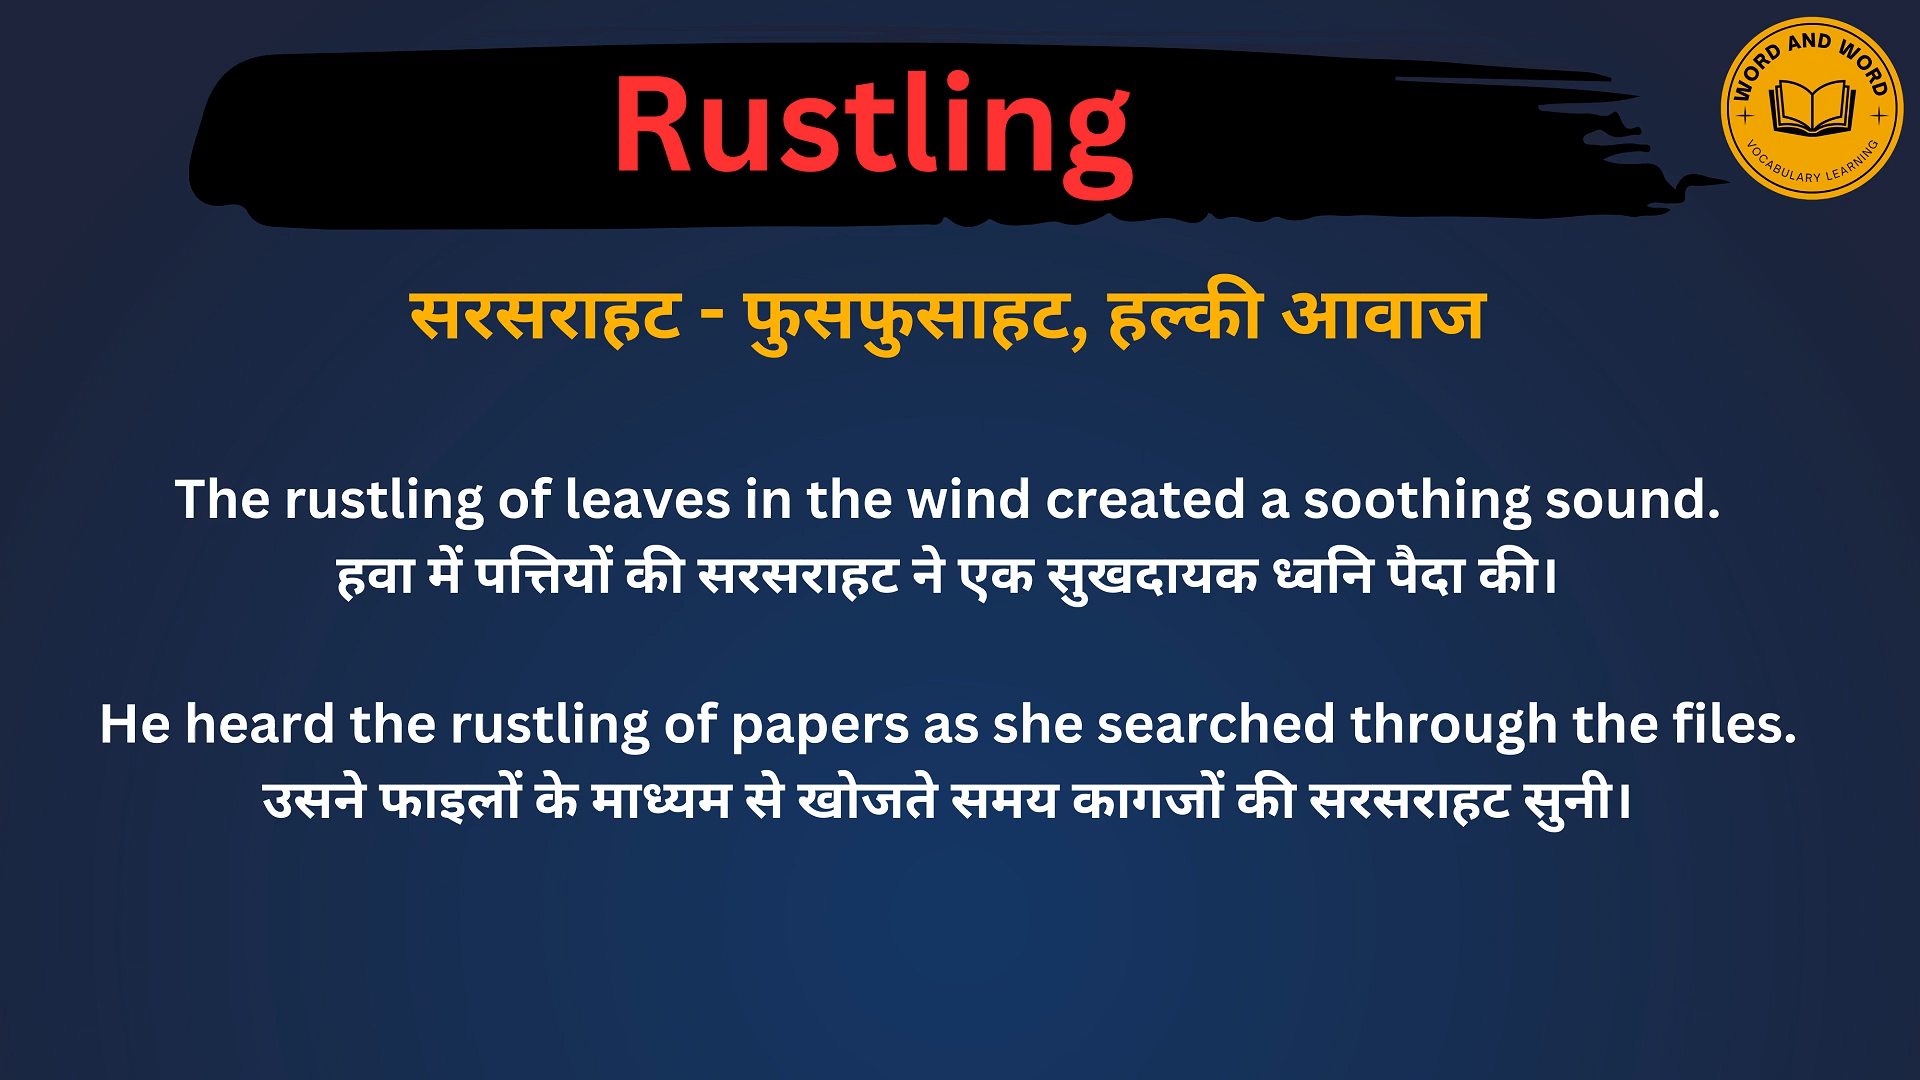 Rustling
WORD AND WORD
VOCABULARY LEARNING
सरसराहट - फुसफुसाहट, हल्की आवाज
The rustling of leaves in the wind created a soothing sound.
हवा में पत्तियों की सरसराहट ने एक सुखदायक ध्वनि पैदा की।
He heard the rustling of papers as she searched through the files.
उसने फाइलों के माध्यम से खोजते समय कागजों की सरसराहट सुनी।